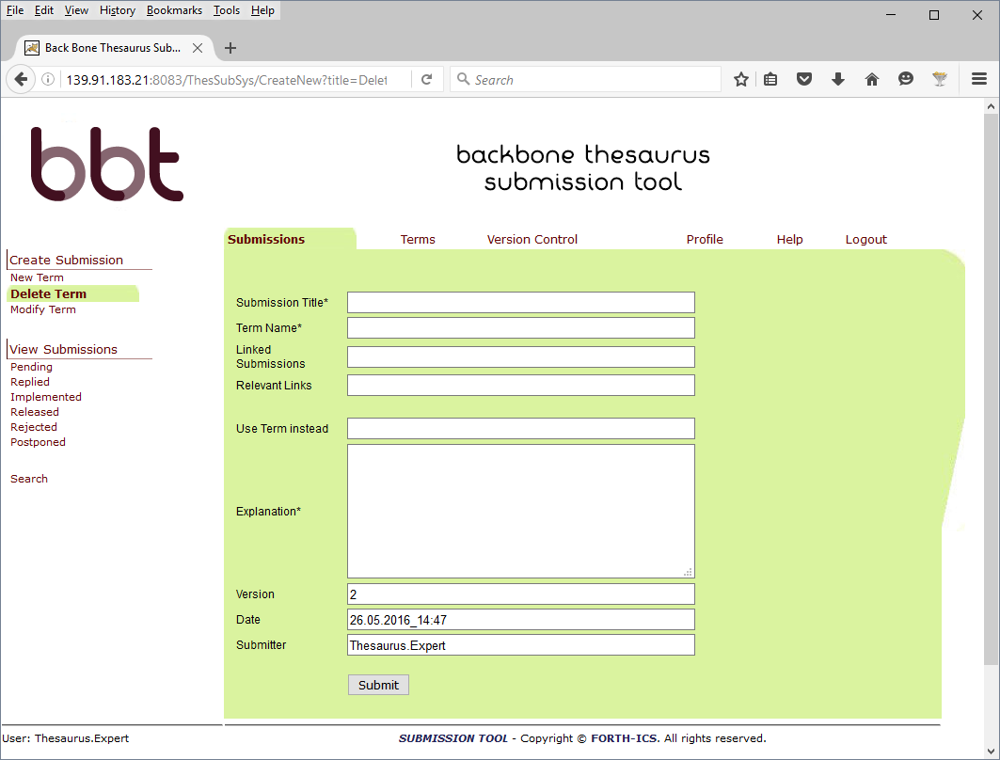 File Edit View History Bookmarks Tools Help
Back Bone Thesaurus Sub...
139.91.183.21:8083/ThesSubSys/CreateNew?title=Delet
Search
bbt
backbone thesaurus
submission tool
Submissions Terms Version Control Profile Help Logout
Create Submission
New Term
Delete Term
Modify Term
View Submissions
Pending
Replied
Implemented
Released
Rejected
Postponed
Search
Submission Title*
Term Name*
Linked
Submissions
Relevant Links
Use Term instead
Explanation*
Version 2
Date 26.05.2016_14:47
Submitter Thesaurus.Expert
Submit
User: Thesaurus.Expert
SUBMISSION TOOL - Copyright © FORTH-ICS. All rights reserved.